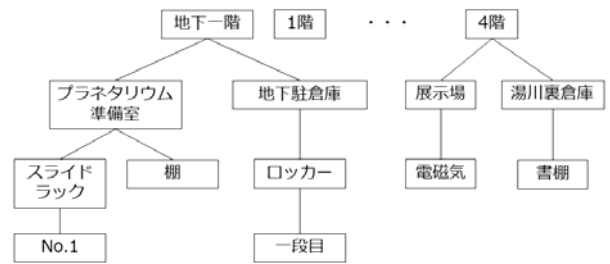 地下一階 1階 ・・・ 4階
プラネタリウム
準備室
地下駐倉庫
展示場
湯川裏倉庫
スライド
ラック
棚
ロッカー
電磁気
書棚
No.1
一段目